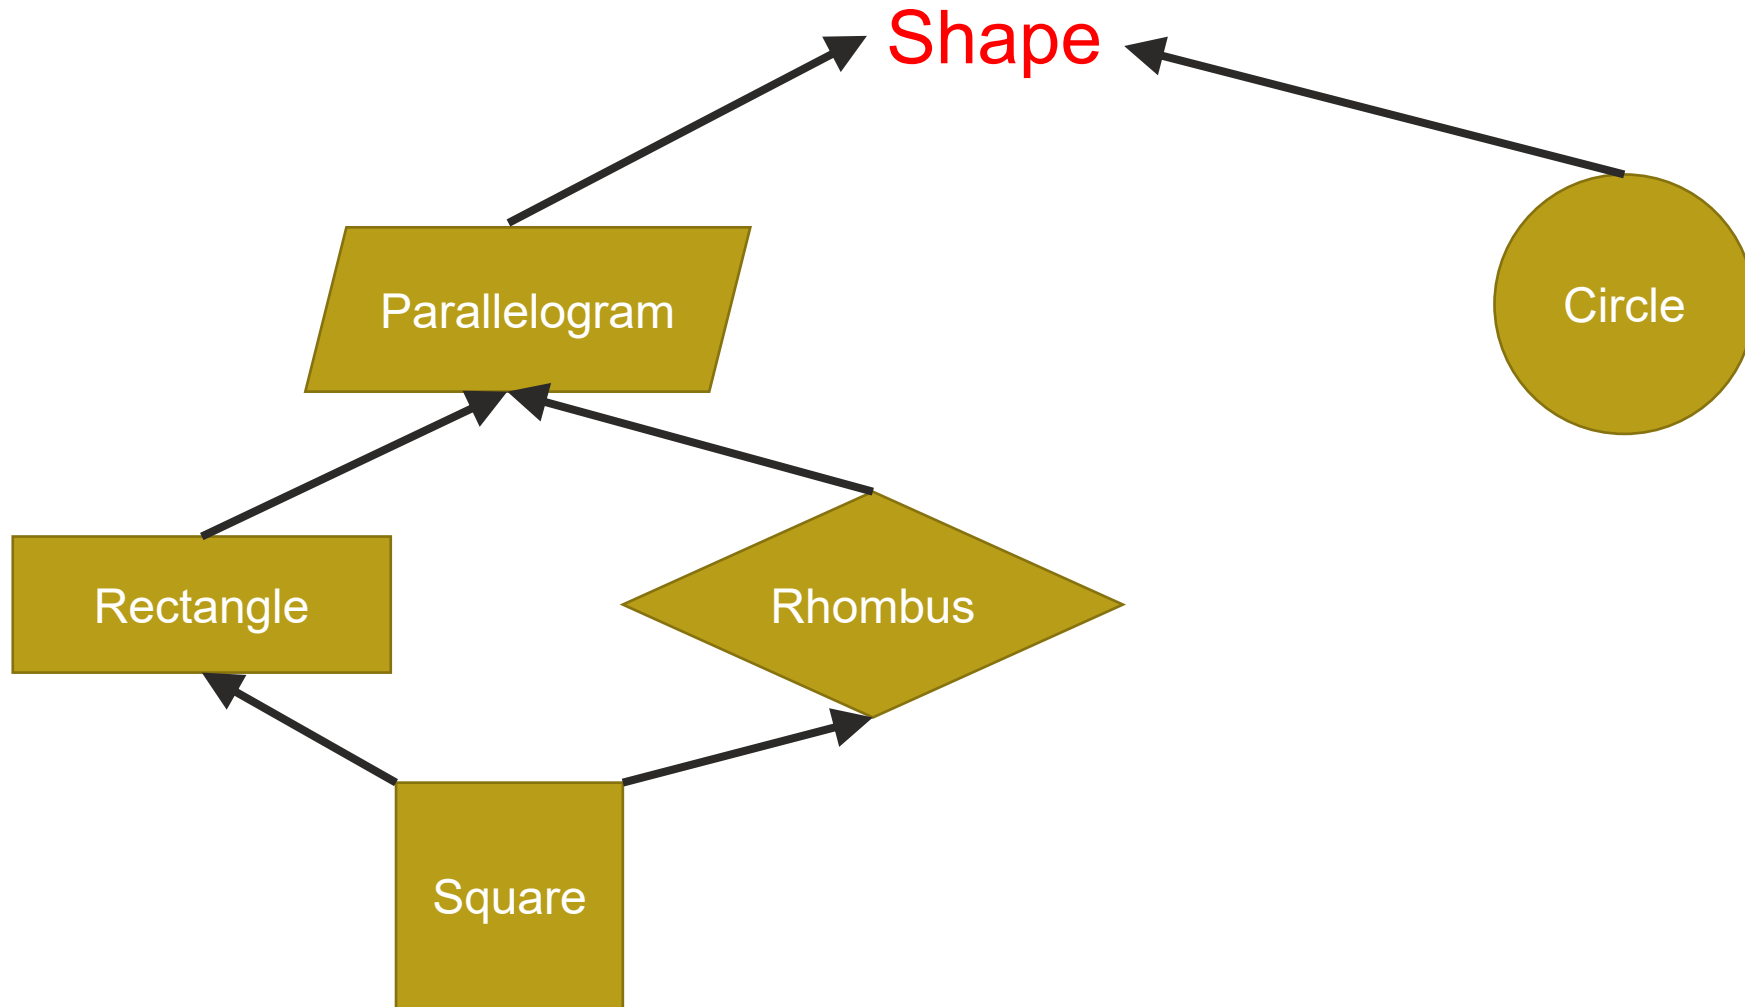 Shape
Parallelogram
Circle
Rectangle
Rhombus
Square